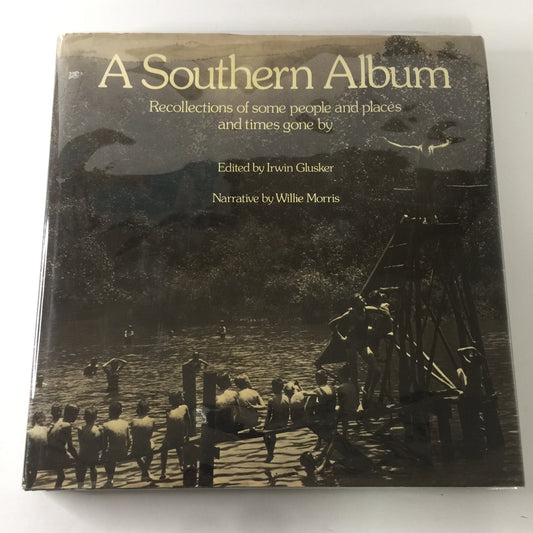 A Southern Album
Recollections of some people and places
and times gone by
Edited by Irwin Glusker
Narrative by Willie Morris